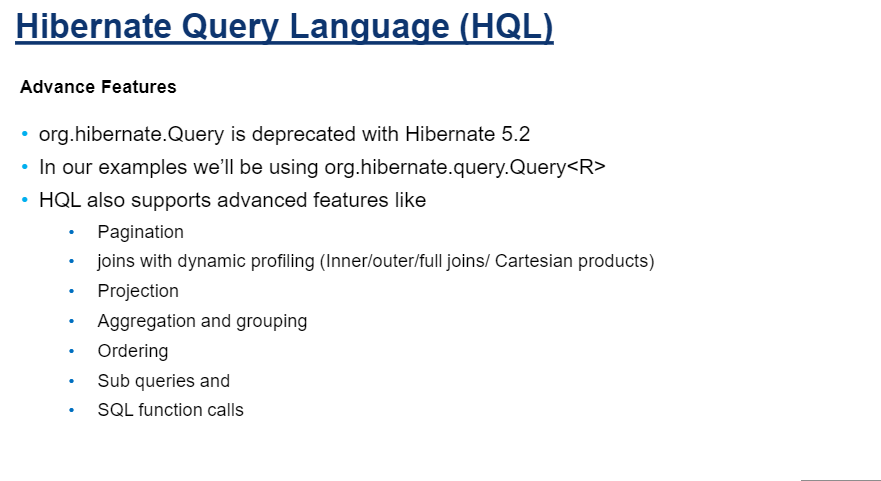 Hibernate Query Language (HQL)
Advance Features
• org.hibernate.Query is deprecated with Hibernate 5.2
• In our examples we’ll be using org.hibernate.query.Query<R>
• HQL also supports advanced features like
• Pagination
• joins with dynamic profiling (Inner/outer/full joins/ Cartesian products)
• Projection
• Aggregation and grouping
• Ordering
• Sub queries and
• SQL function calls